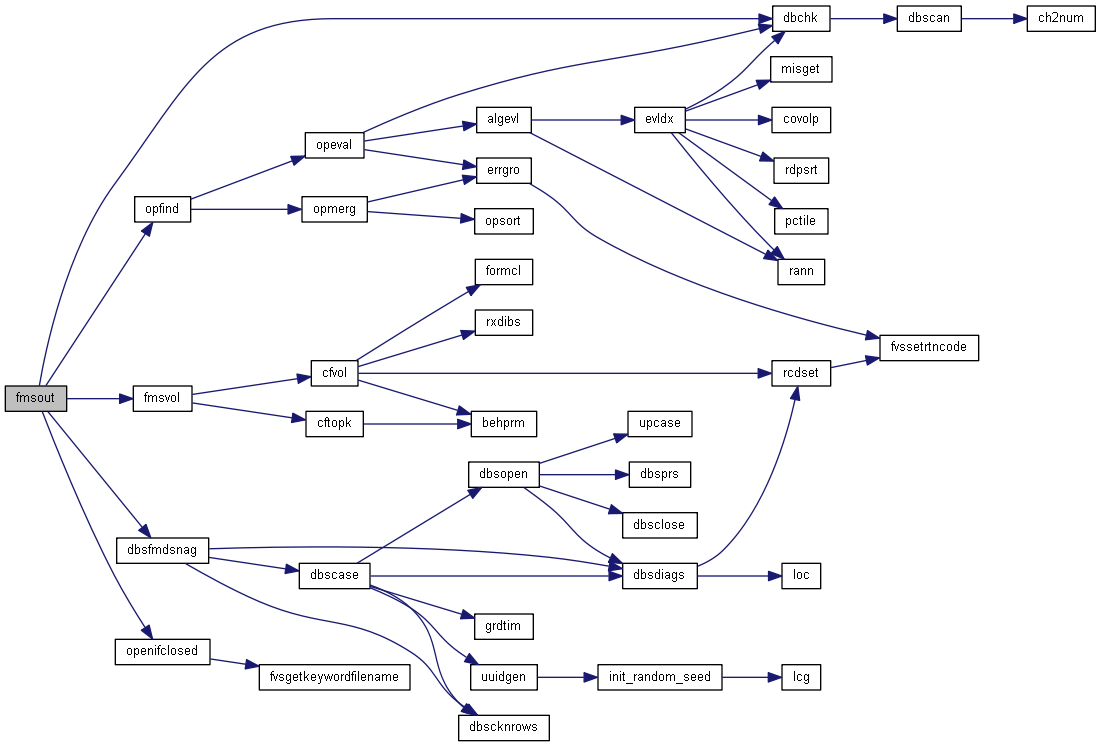 dbchk
dbscan
ch2num
misget
algevl
evldx
covolp
opeval
errgro
rdpsrt
opfind
opmerg
opsort
pctile
formcl
rann
rxdibs
fvssetrtncode
cfvol
rcdset
fmsout
fmsvol
cftopk
behprm
upcase
dbsopen
dbsprs
dbsclose
dbsfmdsnag
dbscase
dbsdiags
loc
grdtim
openifclosed
fvsgetkeywordfilename
uuidgen
init_random_seed
lcg
dbscknrows